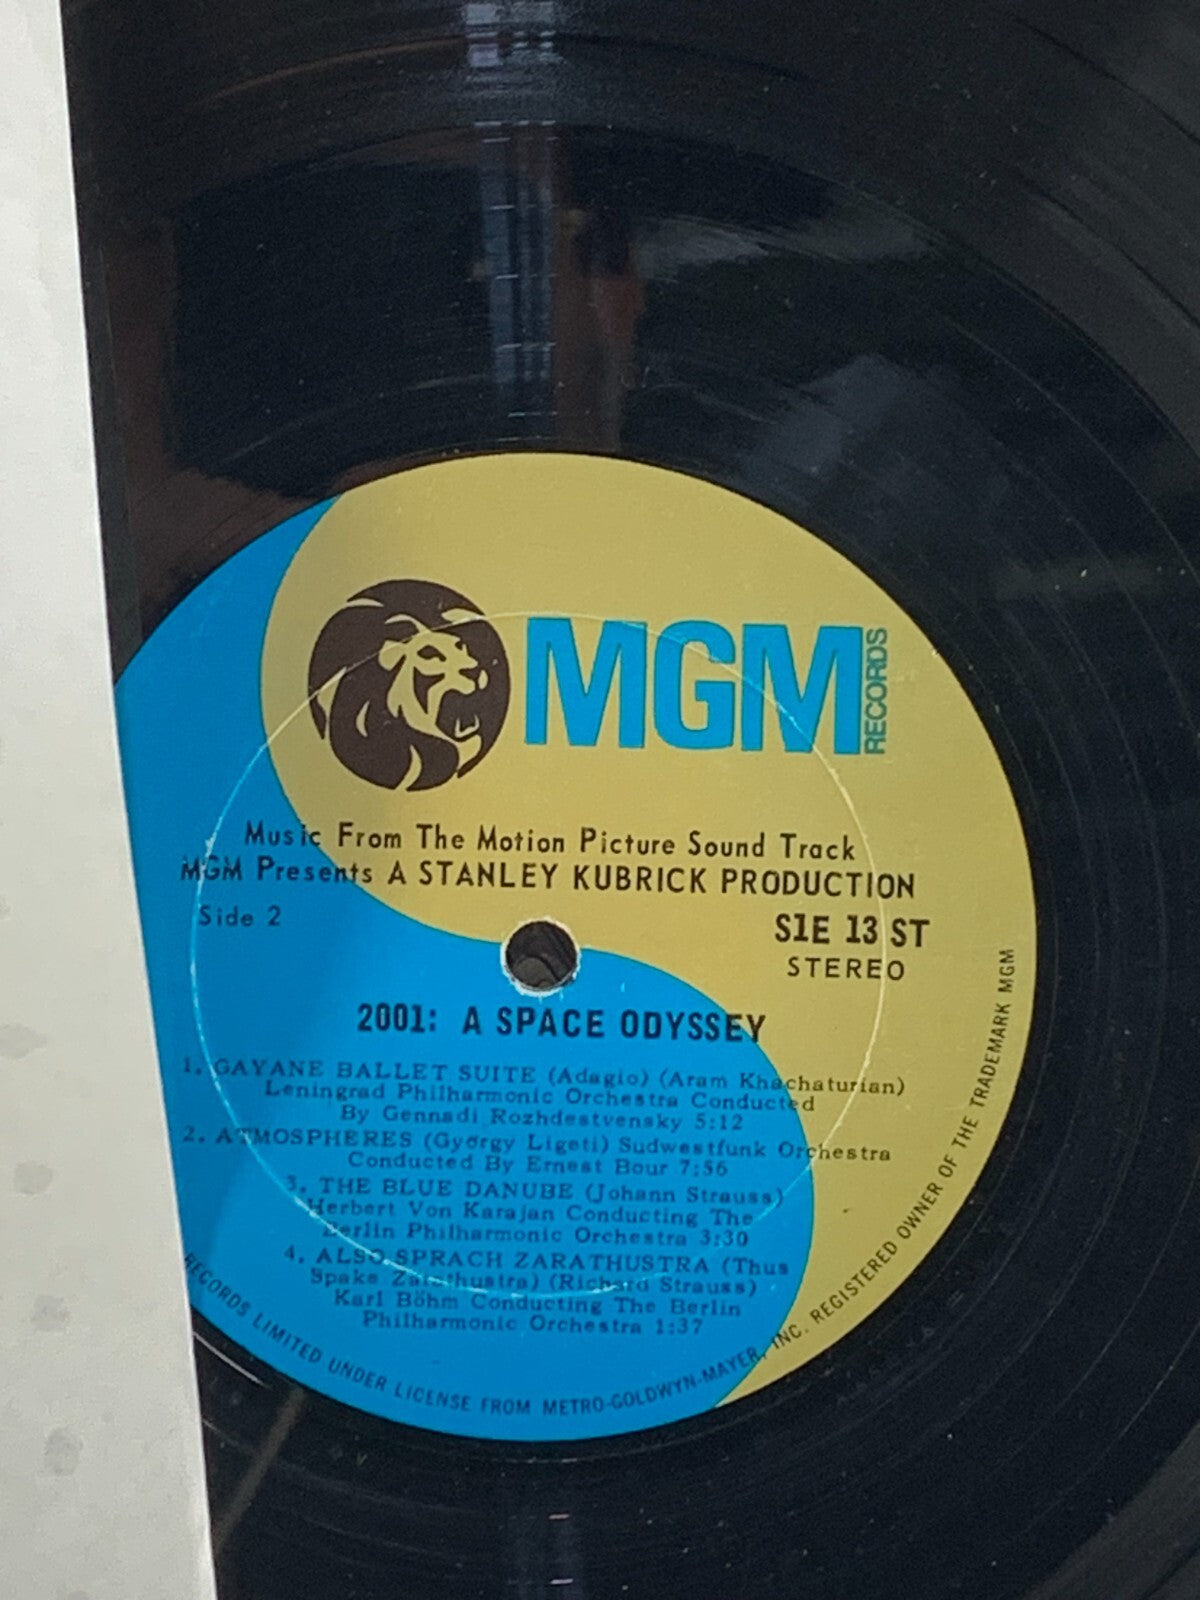 MGM RECORDS
Music From The Motion Picture Sound Track
MGM Presents A STANLEY KUBRICK PRODUCTION
Side 2
S1E 13 ST
STEREO
2001: A SPACE ODYSSEY
1. GAYANE BALLET SUITE (Adagio) (Aram Khachaturian)
Leningrad Philharmonic Orchestra Conducted
By Gennadi Rozhdestvensky 5:12
2. ATMOSPHERES (György Ligeti) Sudwestfunk Orchestra
Conducted By Ernest Bour 7:56
3. THE BLUE DANUBE (Johann Strauss)
Herbert Von Karajan Conducting The
Berlin Philharmonic Orchestra 3:30
4. ALSO SPRACH ZARATHUSTRA (Thus
Spake Zarathustra) (Richard Strauss)
Karl Böhm Conducting The Berlin
Philharmonic Orchestra 1:37
RECORDS LIMITED UNDER LICENSE FROM METRO-GOLDWYN-MAYER, INC. REGISTERED OWNER OF THE TRADEMARK MGM